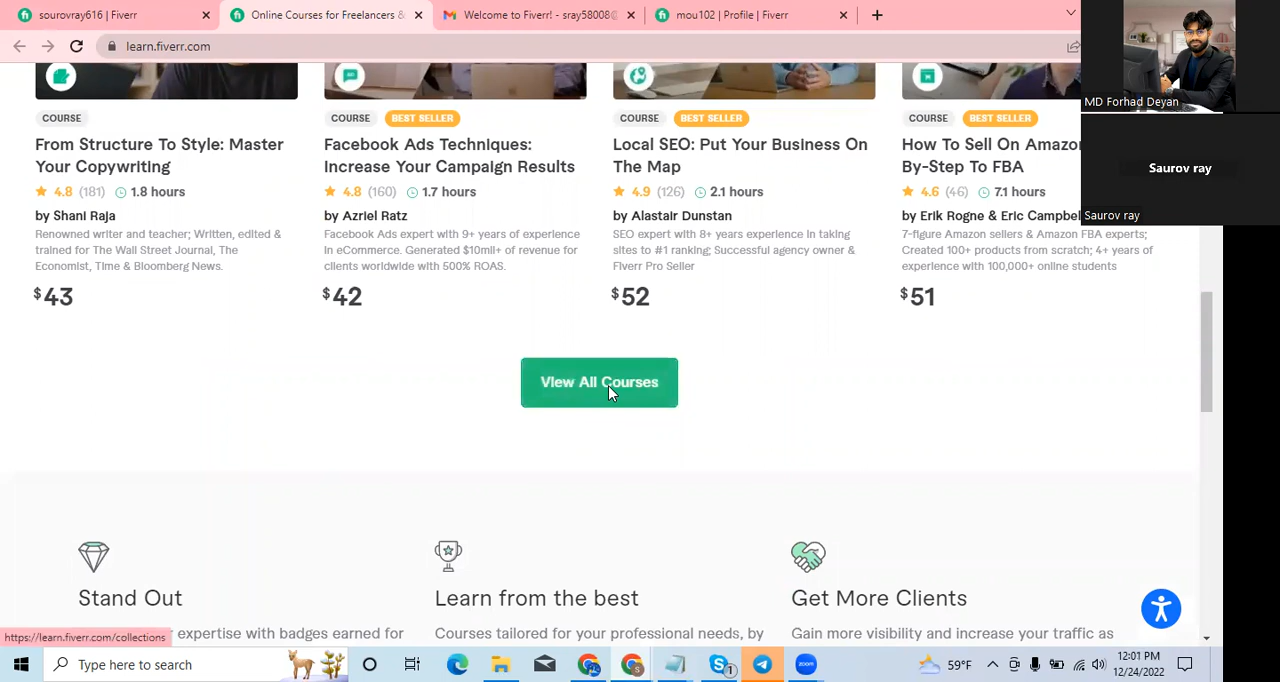 sourovray616 | Fiverr
Online Courses for Freelancers &
Welcome to Fiverr! - sray58008@
mou102 | Profile | Fiverr
learn.fiverr.com
MD Forhad Deyan
Saurov ray
Saurov ray
COURSE
From Structure To Style: Master
Your Copywriting
4.8 (181) 1.8 hours
by Shani Raja
Renowned writer and teacher; Written, edited &
trained for The Wall Street Journal, The
Economist, Time & Bloomberg News.
$43
COURSE BEST SELLER
Facebook Ads Techniques:
Increase Your Campaign Results
4.8 (160) 1.7 hours
by Azriel Ratz
Facebook Ads expert with 9+ years of experience
in eCommerce. Generated $10mil+ of revenue for
clients worldwide with 500% ROAS.
$42
COURSE BEST SELLER
Local SEO: Put Your Business On
The Map
4.9 (126) 2.1 hours
by Alastair Dunstan
SEO expert with 8+ years experience in taking
sites to #1 ranking; Successful agency owner &
Fiverr Pro Seller
$52
COURSE BEST SELLER
How To Sell On Amazon
By-Step To FBA
4.6 (46) 7.1 hours
by Erik Rogne & Eric Campbel
7-figure Amazon sellers & Amazon FBA experts;
Created 100+ products from scratch; 4+ years of
experience with 100,000+ online students
$51
View All Courses
Stand Out
expertise with badges earned for
Learn from the best
Courses tailored for your professional needs, by
Get More Clients
Gain more visibility and increase your traffic as
https://learn.fiverr.com/collections
Type here to search
1
zoom
59°F
12:01 PM
12/24/2022